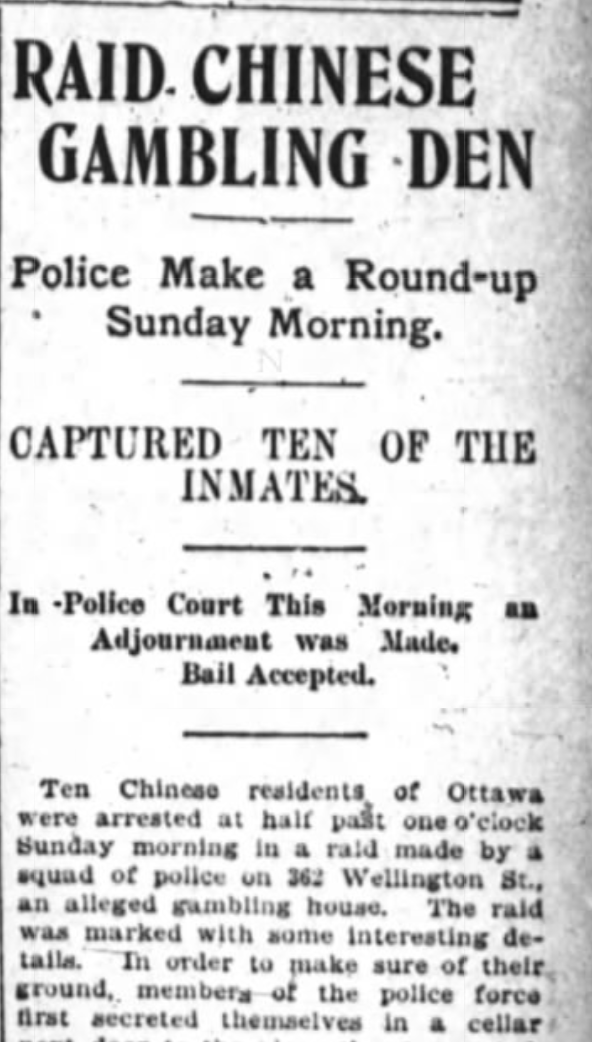 RAID CHINESE
GAMBLING DEN
Police Make a Round-up
Sunday Morning.
CAPTURED TEN OF THE
INMATES.
In Police Court This Morning an
Adjournment was Made.
Bail Accepted.
Ten Chinese residents of Ottawa
were arrested at half past one o'clock
Sunday morning in a raid made by a
squad of police on 362 Wellington St.,
an alleged gambling house. The raid
was marked with some interesting de-
tails. In order to make sure of their
ground, members of the police force
first secreted themselves in a cellar